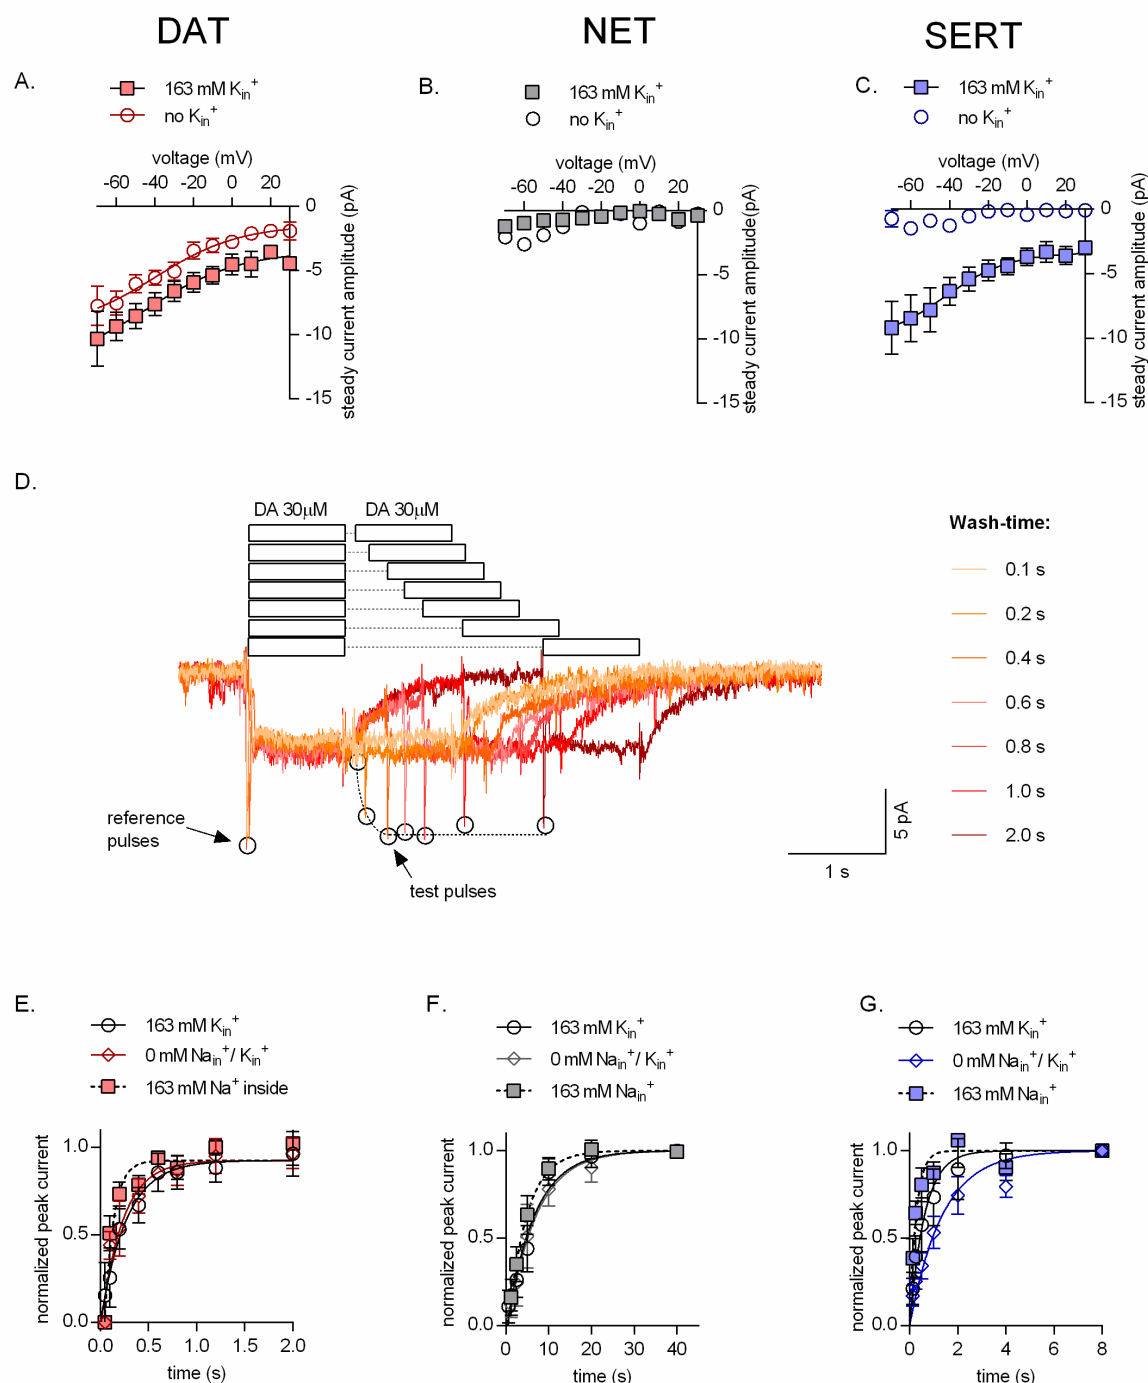 DAT
NET
SERT
A.
163 mM Kin+
no Kin+
voltage (mV)
-60 -40 -20 0 20
0
-5
-10
-15
steady current amplitude (pA)
B.
163 mM Kin+
no Kin+
voltage (mV)
-60 -40 -20 0 20
0
-5
-10
-15
steady current amplitude(pA)
C.
163 mM Kin+
no Kin+
voltage (mV)
-60 -40 -20 0 20
0
-5
-10
-15
steady current amplitude (pA)
D.
DA 30μM DA 30μM
Wash-time:
0.1 s
0.2 s
0.4 s
0.6 s
0.8 s
1.0 s
2.0 s
reference
pulses
test pulses
5 pA
1 s
E.
163 mM Kin+
0 mM Nain+/ Kin+
163 mM Na+ inside
normalized peak current
1.0
0.5
0.0
0.0 0.5 1.0 1.5 2.0
time (s)
F.
163 mM Kin+
0 mM Nain+/ Kin+
163 mM Nain+
normalized peak current
1.0
0.5
0.0
0 10 20 30 40
time (s)
G.
163 mM Kin+
0 mM Nain+/ Kin+
163 mM Nain+
normalized peak current
1.0
0.5
0.0
0 2 4 6 8
time (s)